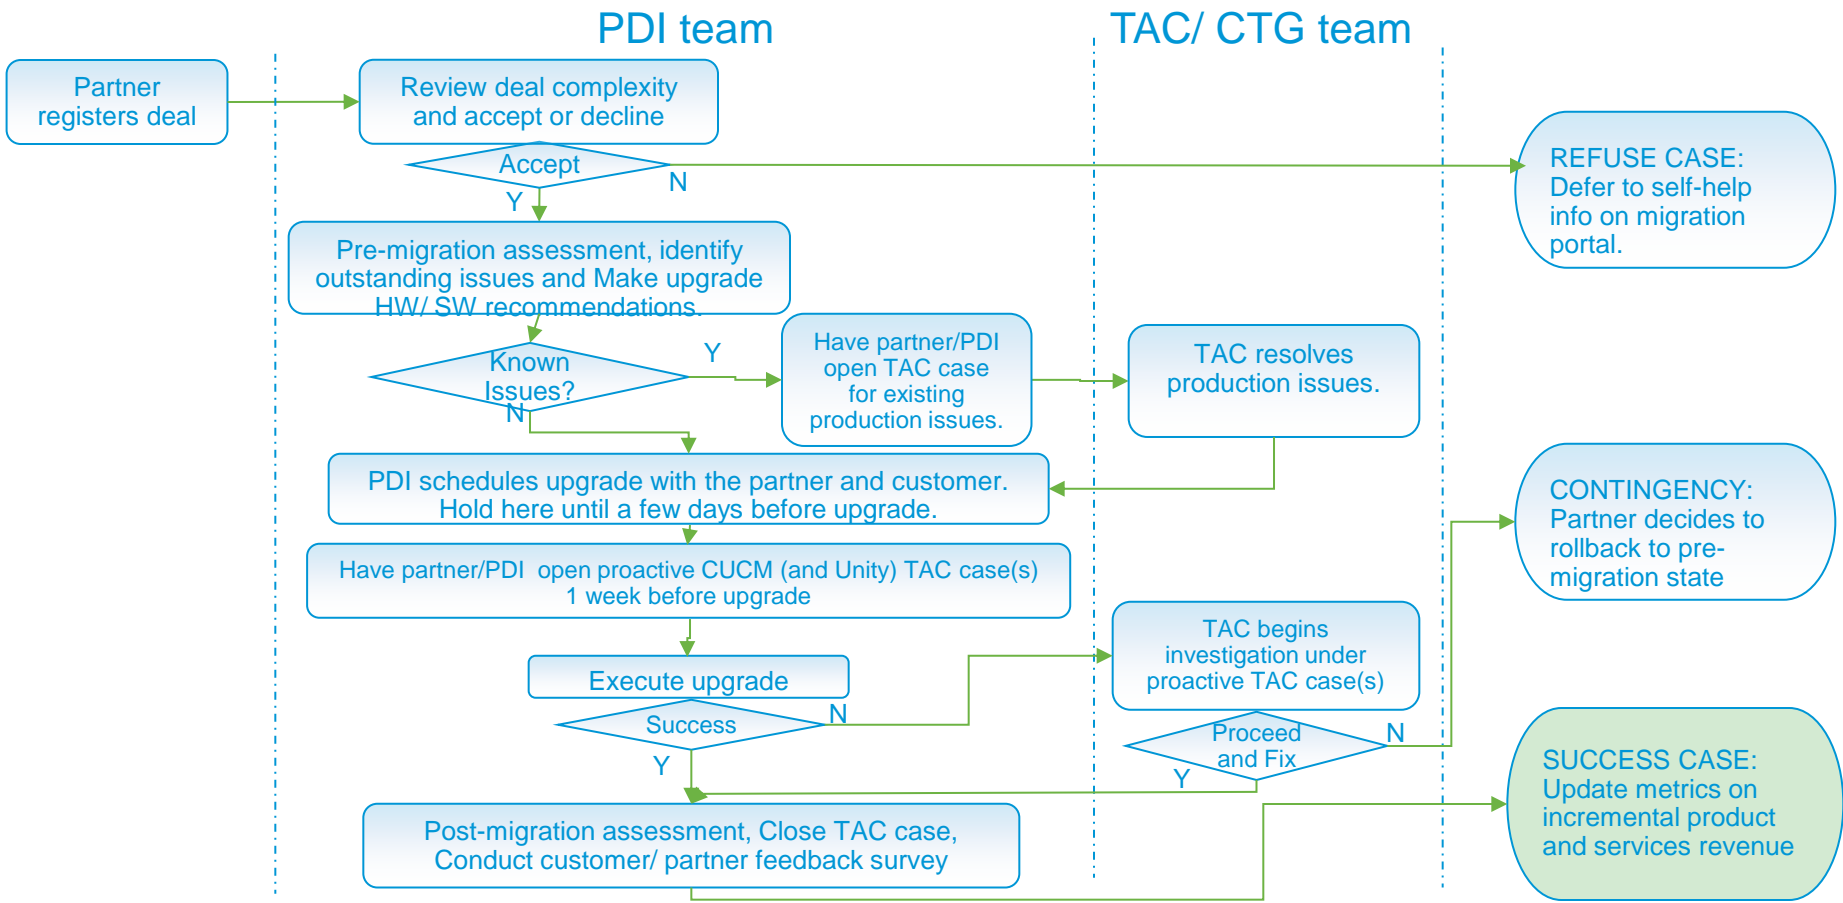 PDI team
TAC/ CTG team
Partner
registers deal
Review deal complexity
and accept or decline
Accept
N
Y
REFUSE CASE:
Defer to self-help
info on migration
portal.
Pre-migration assessment, identify
outstanding issues and Make upgrade
HW/ SW recommendations.
Known
Issues?
Y
N
Have partner/PDI
open TAC case
for existing
production issues.
TAC resolves
production issues.
PDI schedules upgrade with the partner and customer.
Hold here until a few days before upgrade.
CONTINGENCY:
Partner decides to
rollback to pre-
migration state
Have partner/PDI open proactive CUCM (and Unity) TAC case(s)
1 week before upgrade
TAC begins
investigation under
proactive TAC case(s)
Execute upgrade
Success
N
Y
Proceed
and Fix
N
Y
SUCCESS CASE:
Update metrics on
incremental product
and services revenue
Post-migration assessment, Close TAC case,
Conduct customer/ partner feedback survey